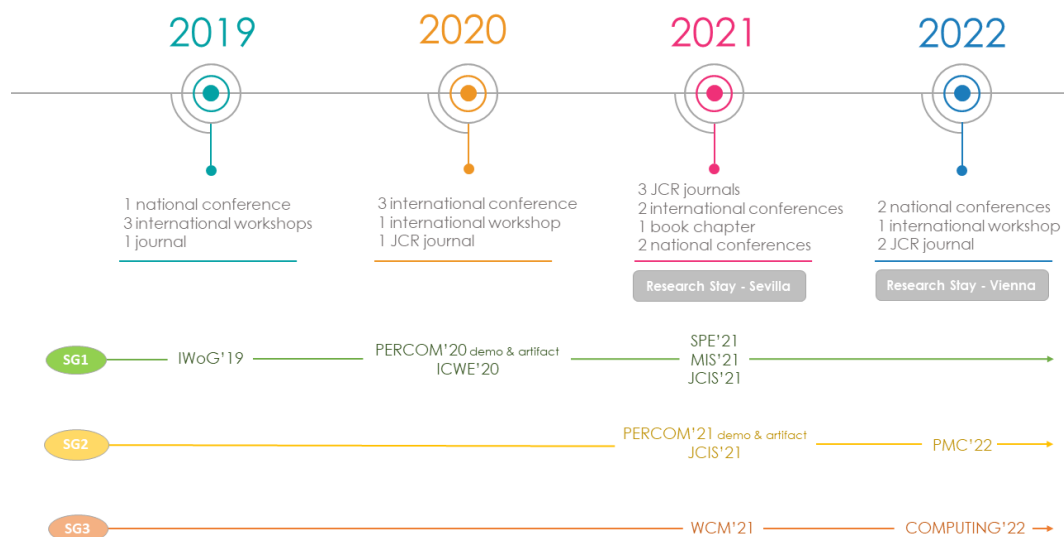 2019
2020
2021
2022
1 national conference
3 international workshops
1 journal
3 international conference
1 international workshop
1 JCR journal
3 JCR journals
2 international conferences
1 book chapter
2 national conferences
2 national conferences
1 international workshop
2 JCR journal
Research Stay - Sevilla
Research Stay - Vienna
SG1
IWoG'19
PERCOM'20 demo & artifact
ICWE'20
SPE'21
MIS'21
JCIS'21
SG2
PERCOM'21 demo & artifact
JCIS'21
PMC'22
SG3
WCM'21
COMPUTING'22